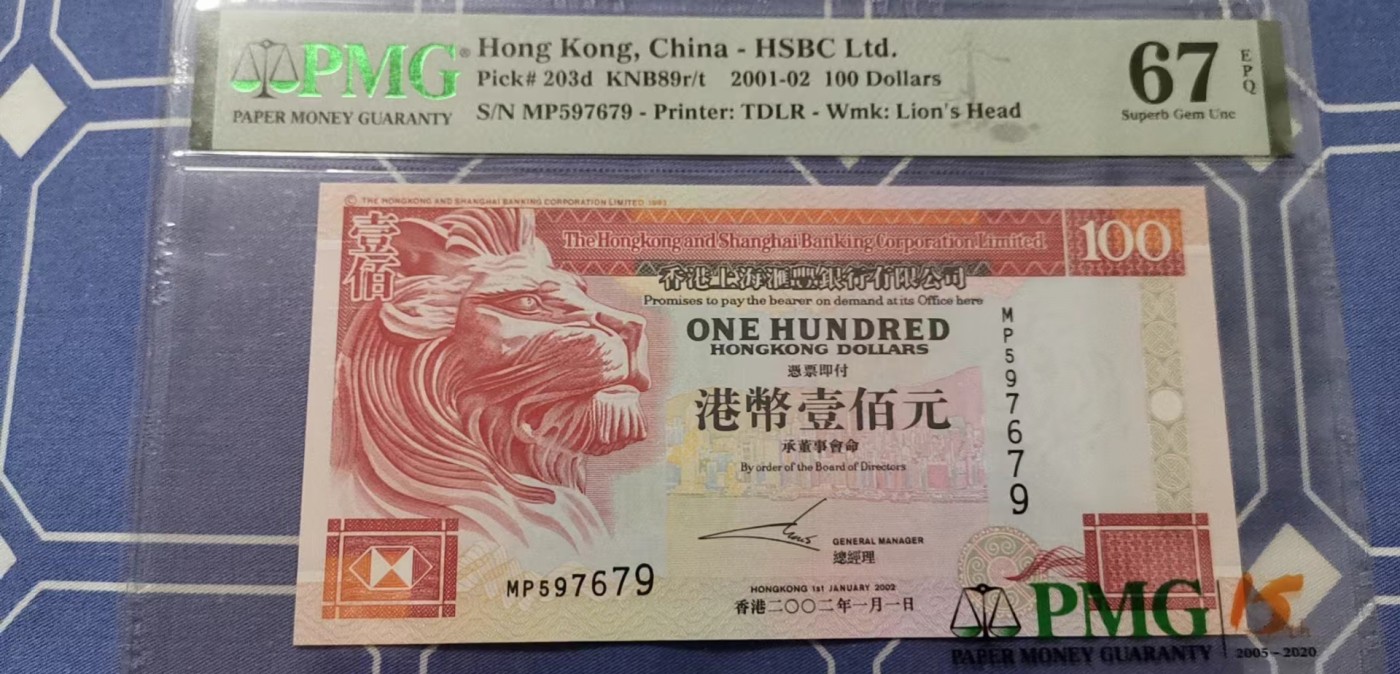 PMG® Hong Kong, China - HSBC Ltd.
Pick# 203d KNB89r/t 2001-02 100 Dollars
PAPER MONEY GUARANTY
S/N MP597679 - Printer: TDLR - Wmk: Lion's Head
67
EPQ
Superb Gem Unc
© THE HONGKONG AND SHANGHAI BANKING CORPORATION LIMITED
壹佰
The Hongkong and Shanghai Banking Corporation Limited
100
香港上海滙豐銀行有限公司
Promises to pay the bearer on demand at its Office here
ONE HUNDRED
HONGKONG DOLLARS
憑票即付
港幣壹佰元
承董事會命
By order of the Board of Directors
MP597679
GENERAL MANAGER
總經理
MP597679
HONGKONG 1st JANUARY 2002
香港二〇〇二年一月一日
PMG
15th
PAPER MONEY GUARANTY
2005-2020